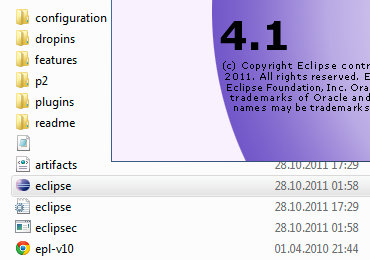 configuration
dropins
features
p2
plugins
readme
4.1
(c) Copyright Eclipse contr
2011. All rights reserved. E
Eclipse Foundation, Inc. Ora
trademarks of Oracle and
names may be trademarks
artifacts 28.10.2011 17:29
eclipse 28.10.2011 01:58
eclipse 28.10.2011 17:29
eclipsec 28.10.2011 01:58
epl-v10 01.04.2010 21:44